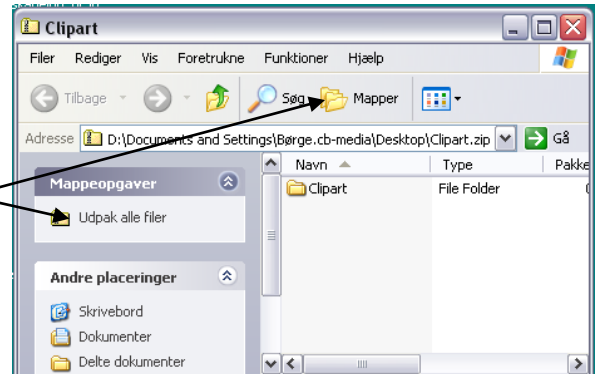 Clipart
Filer Rediger Vis Foretrukne Funktioner Hjælp
Tilbage Søg Mapper
Adresse D:\Documents and Settings\Børge.cb-media\Desktop\Clipart.zip Gå
Navn Type Pakke
Mappeopgaver
Clipart File Folder
Udpak alle filer
Andre placeringer
Skrivebord
Dokumenter
Delte dokumenter